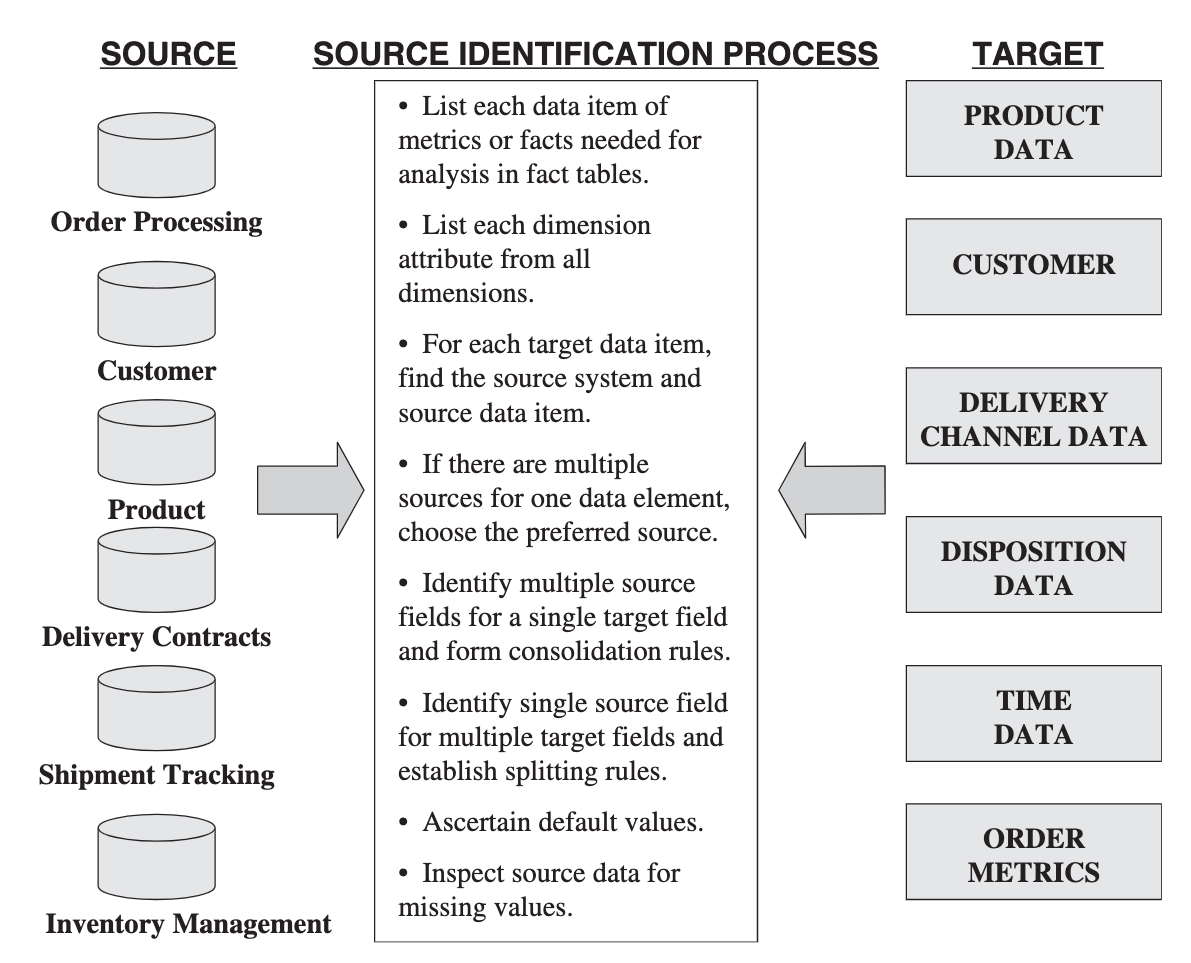 SOURCE
Order Processing
Customer
Product
Delivery Contracts
Shipment Tracking
Inventory Management
SOURCE IDENTIFICATION PROCESS
• List each data item of
metrics or facts needed for
analysis in fact tables.
• List each dimension
attribute from all
dimensions.
• For each target data item,
find the source system and
source data item.
• If there are multiple
sources for one data element,
choose the preferred source.
• Identify multiple source
fields for a single target field
and form consolidation rules.
• Identify single source field
for multiple target fields and
establish splitting rules.
• Ascertain default values.
• Inspect source data for
missing values.
TARGET
PRODUCT
DATA
CUSTOMER
DELIVERY
CHANNEL DATA
DISPOSITION
DATA
TIME
DATA
ORDER
METRICS